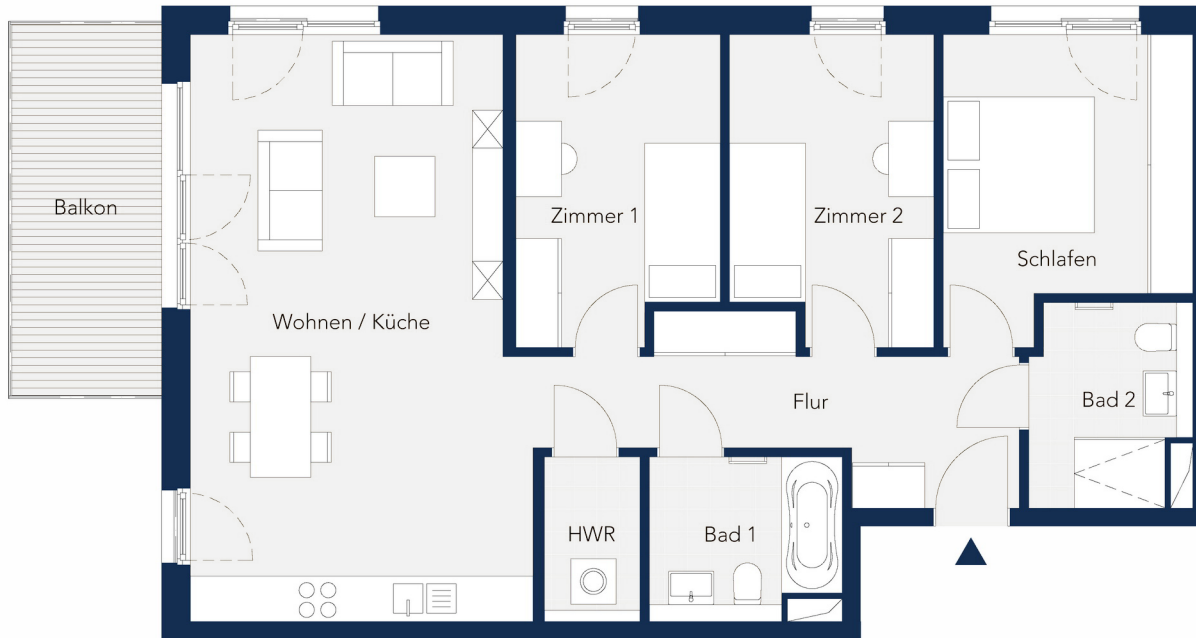 Balkon
Zimmer 1
Zimmer 2
Schlafen
Wohnen / Küche
Flur
Bad 2
HWR
Bad 1